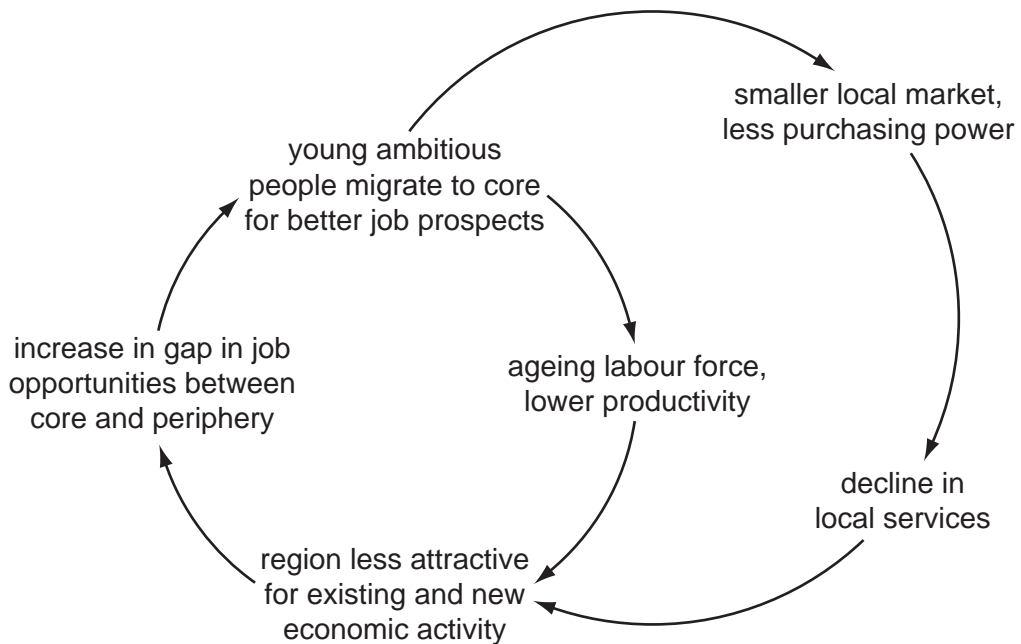 smaller local market,
less purchasing power
young ambitious
people migrate to core
for better job prospects
increase in gap in job
opportunities between
core and periphery
ageing labour force,
lower productivity
decline in
local services
region less attractive
for existing and new
economic activity